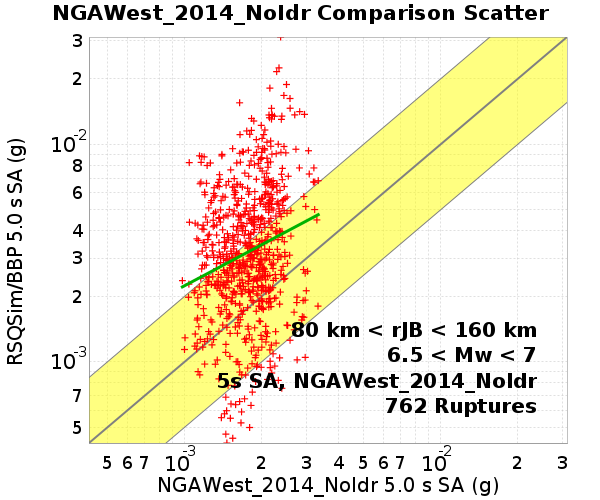 NGAWest_2014_NoIdr Comparison Scatter
RSQSim/BBP 5.0 s SA (g)
3
2
10-2
8
6
4
3
2
10-3
7
5
80 km < rJB < 160 km
6.5 < Mw < 7
5s SA, NGAWest_2014_NoIdr
762 Ruptures
5 6 7 10-3 2 3 4 5 6 7 10-2 2 3
NGAWest_2014_NoIdr 5.0 s SA (g)